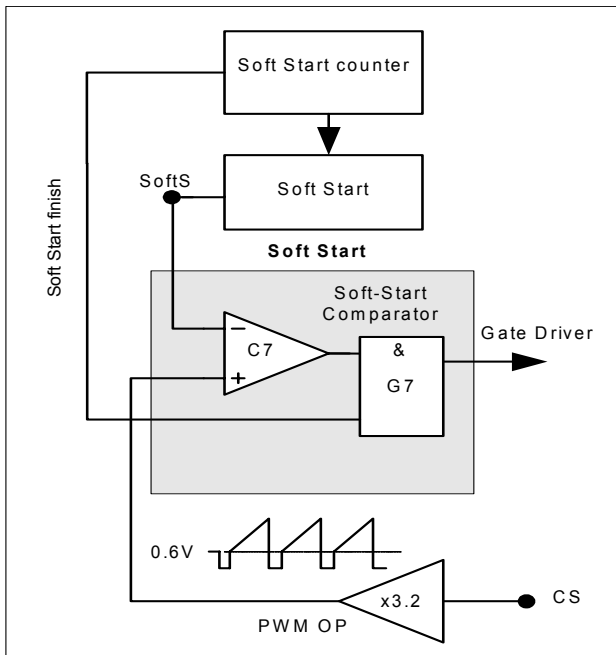 Soft Start counter
SoftS
Soft Start
Soft Start finish
Soft Start
Soft-Start
Comparator
Gate Driver
−
C7
+
&
G7
0.6V
x3.2
CS
PWM OP